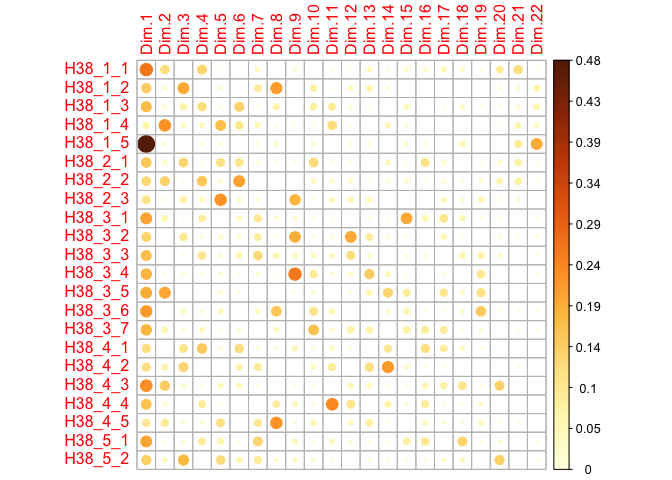 Dim.1 Dim.2 Dim.3 Dim.4 Dim.5 Dim.6 Dim.7 Dim.8 Dim.9 Dim.10 Dim.11 Dim.12 Dim.13 Dim.14 Dim.15 Dim.16 Dim.17 Dim.18 Dim.19 Dim.20 Dim.21 Dim.22
H38_1_1
H38_1_2
H38_1_3
H38_1_4
H38_1_5
H38_2_1
H38_2_2
H38_2_3
H38_3_1
H38_3_2
H38_3_3
H38_3_4
H38_3_5
H38_3_6
H38_3_7
H38_4_1
H38_4_2
H38_4_3
H38_4_4
H38_4_5
H38_5_1
H38_5_2
0.48
0.43
0.39
0.34
0.29
0.24
0.19
0.14
0.1
0.05
0